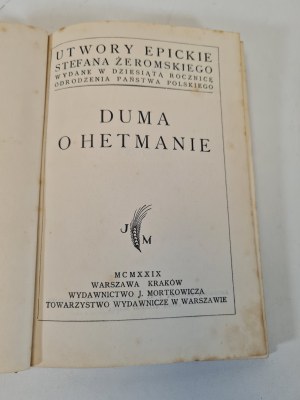 UTWORY EPICKIE
STEFANA ŻEROMSKIEGO
WYDANE W DZIESIĄTĄ ROCZNICĘ
ODRODZENIA PAŃSTWA POLSKIEGO
DUMA
O HETMANIE
J M
MCMXXIX
WARSZAWA KRAKÓW
WYDAWNICTWO J. MORTKOWICZA
TOWARZYSTWO WYDAWNICZE W WARSZAWIE